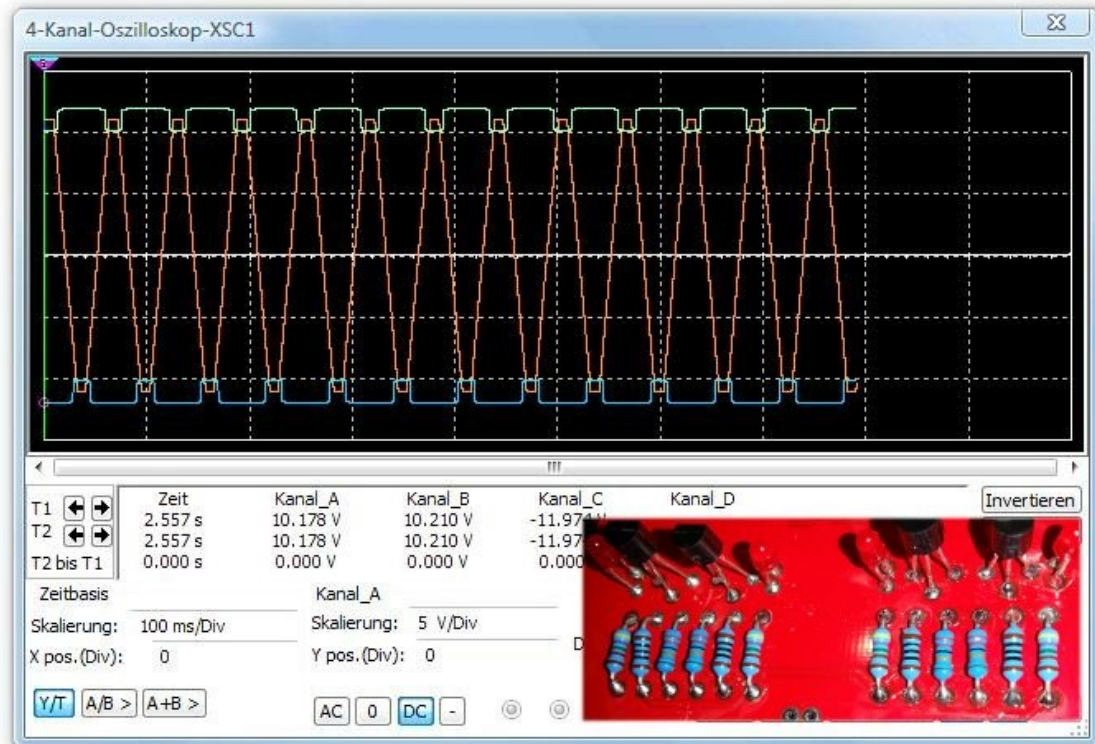 4-Kanal-Oszilloskop-XSC1
Zeit Kanal_A Kanal_B Kanal_C Kanal_D
T1 2.557 s 10.178 V 10.210 V -11.974 V
T2 2.557 s 10.178 V 10.210 V
T2 bis T1 0.000 s 0.000 V 0.000 V
Invertieren
Zeitbasis Kanal_A
Skalierung: 100 ms/Div Skalierung: 5 V/Div
X pos.(Div): 0 Y pos.(Div): 0
Y/T A/B > A+B > AC 0 DC -